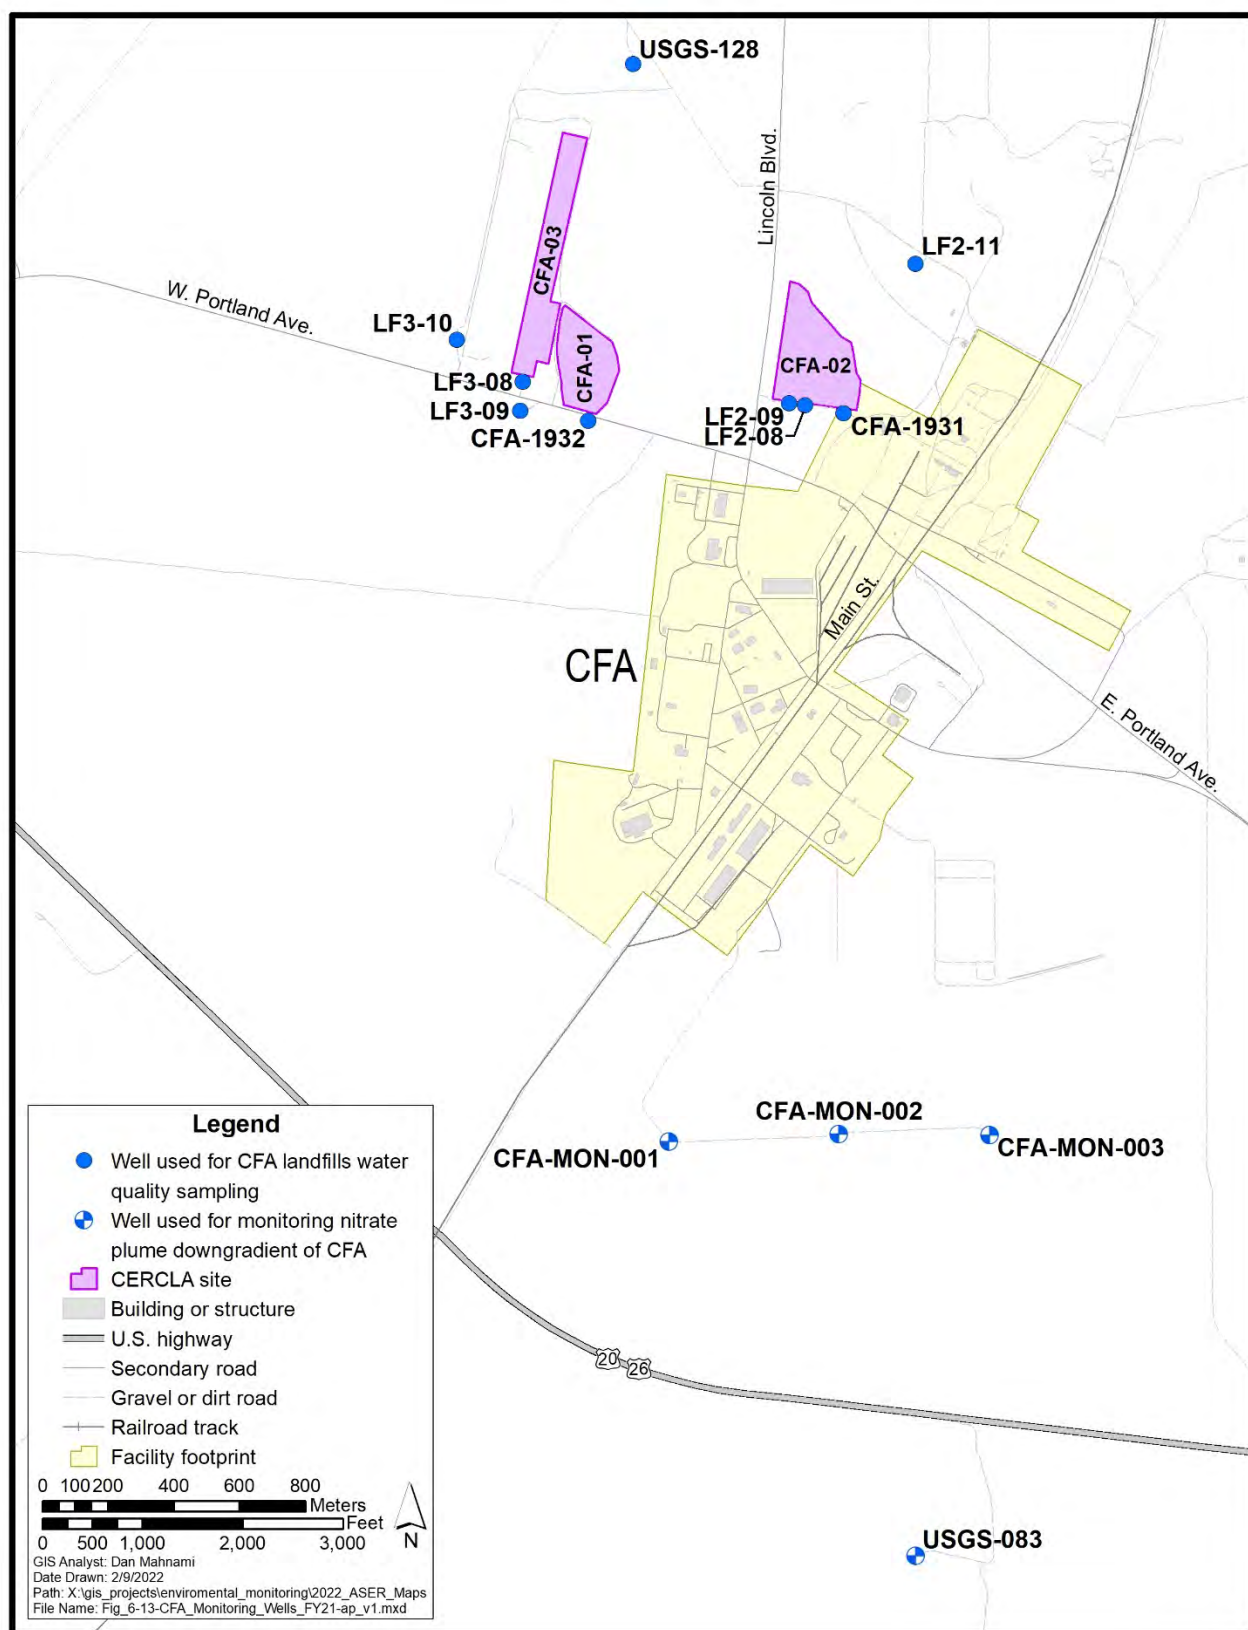 USGS-128
Lincoln Blvd.
CFA-03
LF2-11
W. Portland Ave.
LF3-10
CFA-01
CFA-02
LF3-08
LF3-09
CFA-1932
LF2-09
LF2-08
CFA-1931
Main St.
CFA
E. Portland Ave.
CFA-MON-001
CFA-MON-002
CFA-MON-003
20
26
USGS-083
Legend
Well used for CFA landfills water
quality sampling
Well used for monitoring nitrate
plume downgradient of CFA
CERCLA site
Building or structure
U.S. highway
Secondary road
Gravel or dirt road
Railroad track
Facility footprint
0 100 200 400 600 800
Meters
Feet
0 500 1,000 2,000 3,000
N
GIS Analyst: Dan Mahnami
Date Drawn: 2/9/2022
Path: X:\gis_projects\enviromental_monitoring\2022_ASER_Maps
File Name: Fig_6-13-CFA_Monitoring_Wells_FY21-ap_v1.mxd